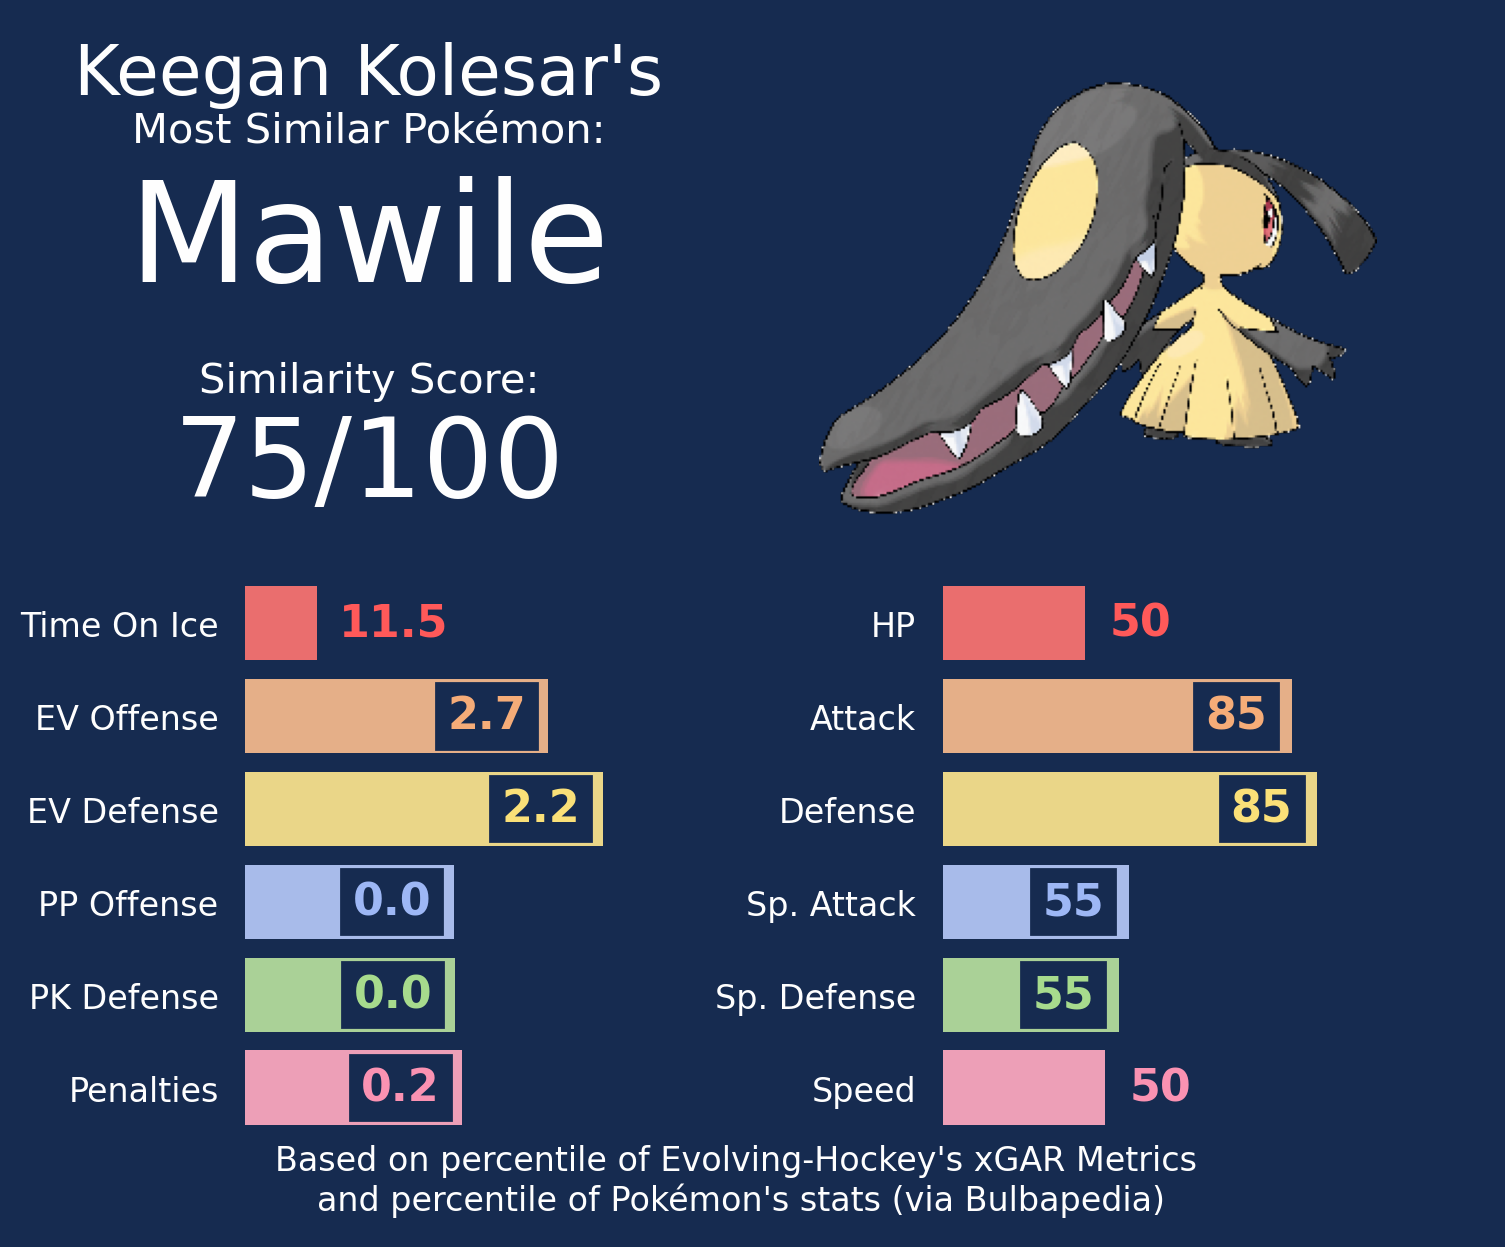 Keegan Kolesar's
Most Similar Pokémon:
Mawile
Similarity Score:
75/100
Time On Ice 11.5
EV Offense 2.7
EV Defense 2.2
PP Offense 0.0
PK Defense 0.0
Penalties 0.2
HP 50
Attack 85
Defense 85
Sp. Attack 55
Sp. Defense 55
Speed 50
Based on percentile of Evolving-Hockey's xGAR Metrics
and percentile of Pokémon's stats (via Bulbapedia)